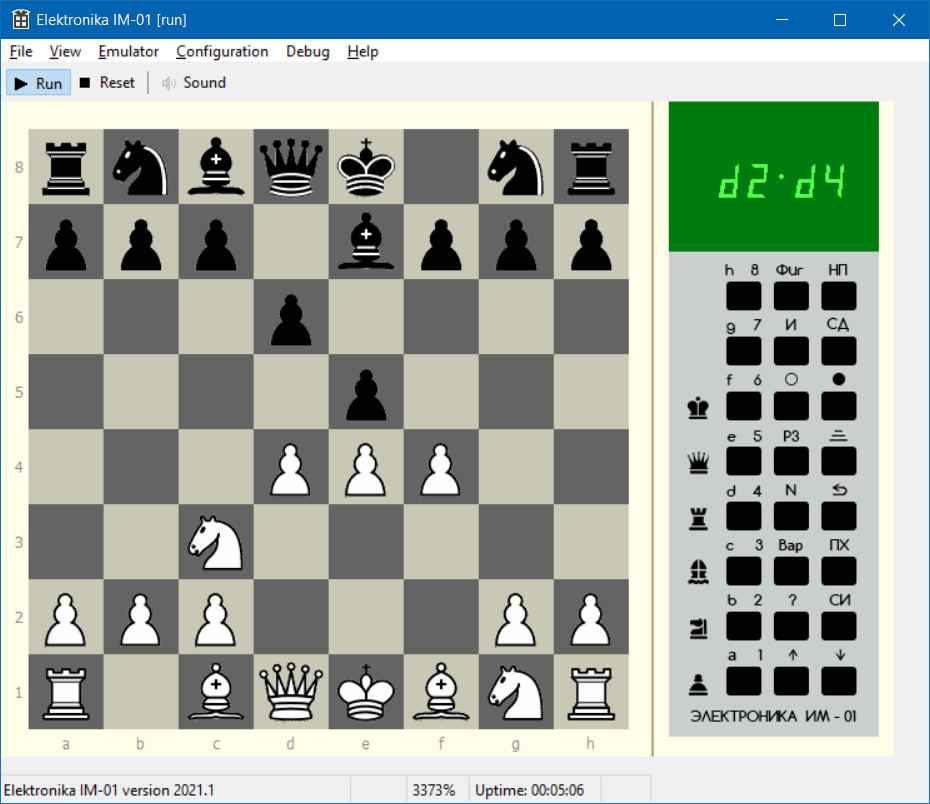 Elektronika IM-01 [run]
File View Emulator Configuration Debug Help
Run Reset Sound
8
7
6
5
4
3
2
1
a b c d e f g h
d2·d4
h 8 Фиг НП
g 7 И СД
f 6
e 5 РЗ
d 4 N
c 3 Вар ПХ
b 2 ? СИ
a 1 ↑ ↓
ЭЛЕКТРОНИКА ИМ - 01
Elektronika IM-01 version 2021.1 3373% Uptime: 00:05:06